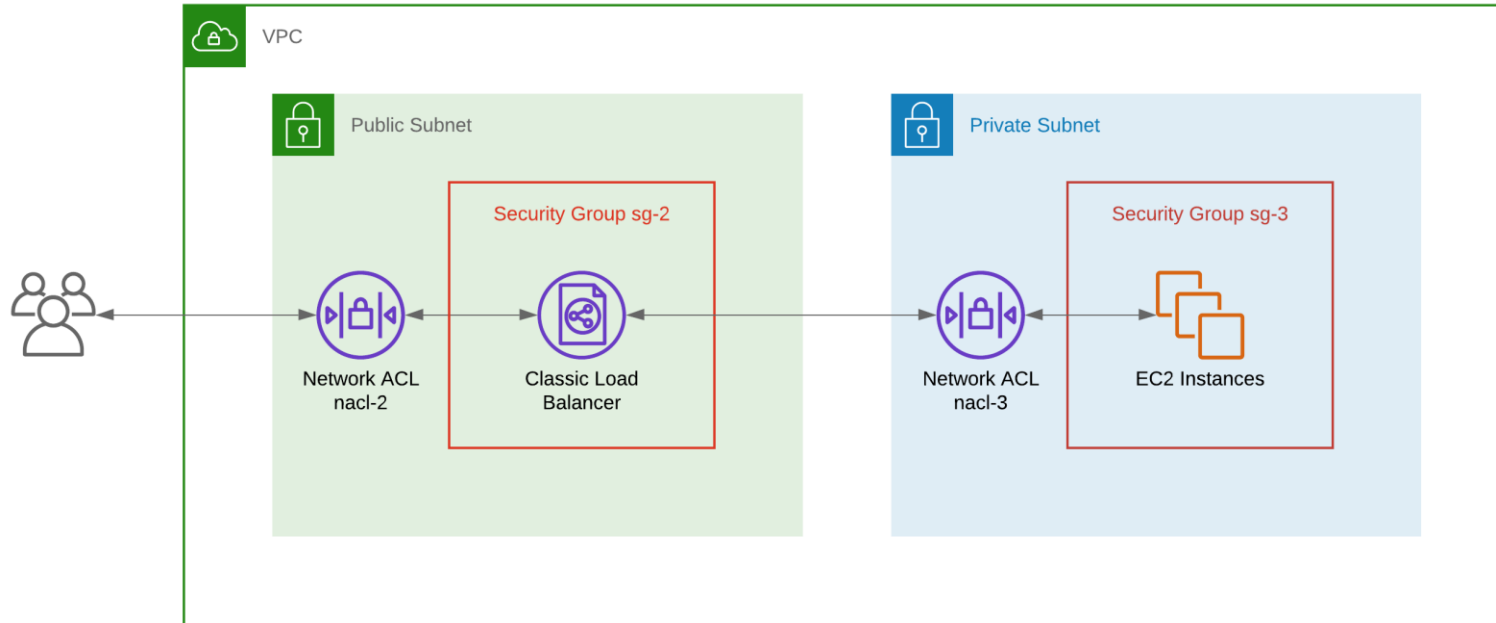 VPC
Public Subnet
Private Subnet
Security Group sg-2
Security Group sg-3
Network ACL
nacl-2
Classic Load
Balancer
Network ACL
nacl-3
EC2 Instances